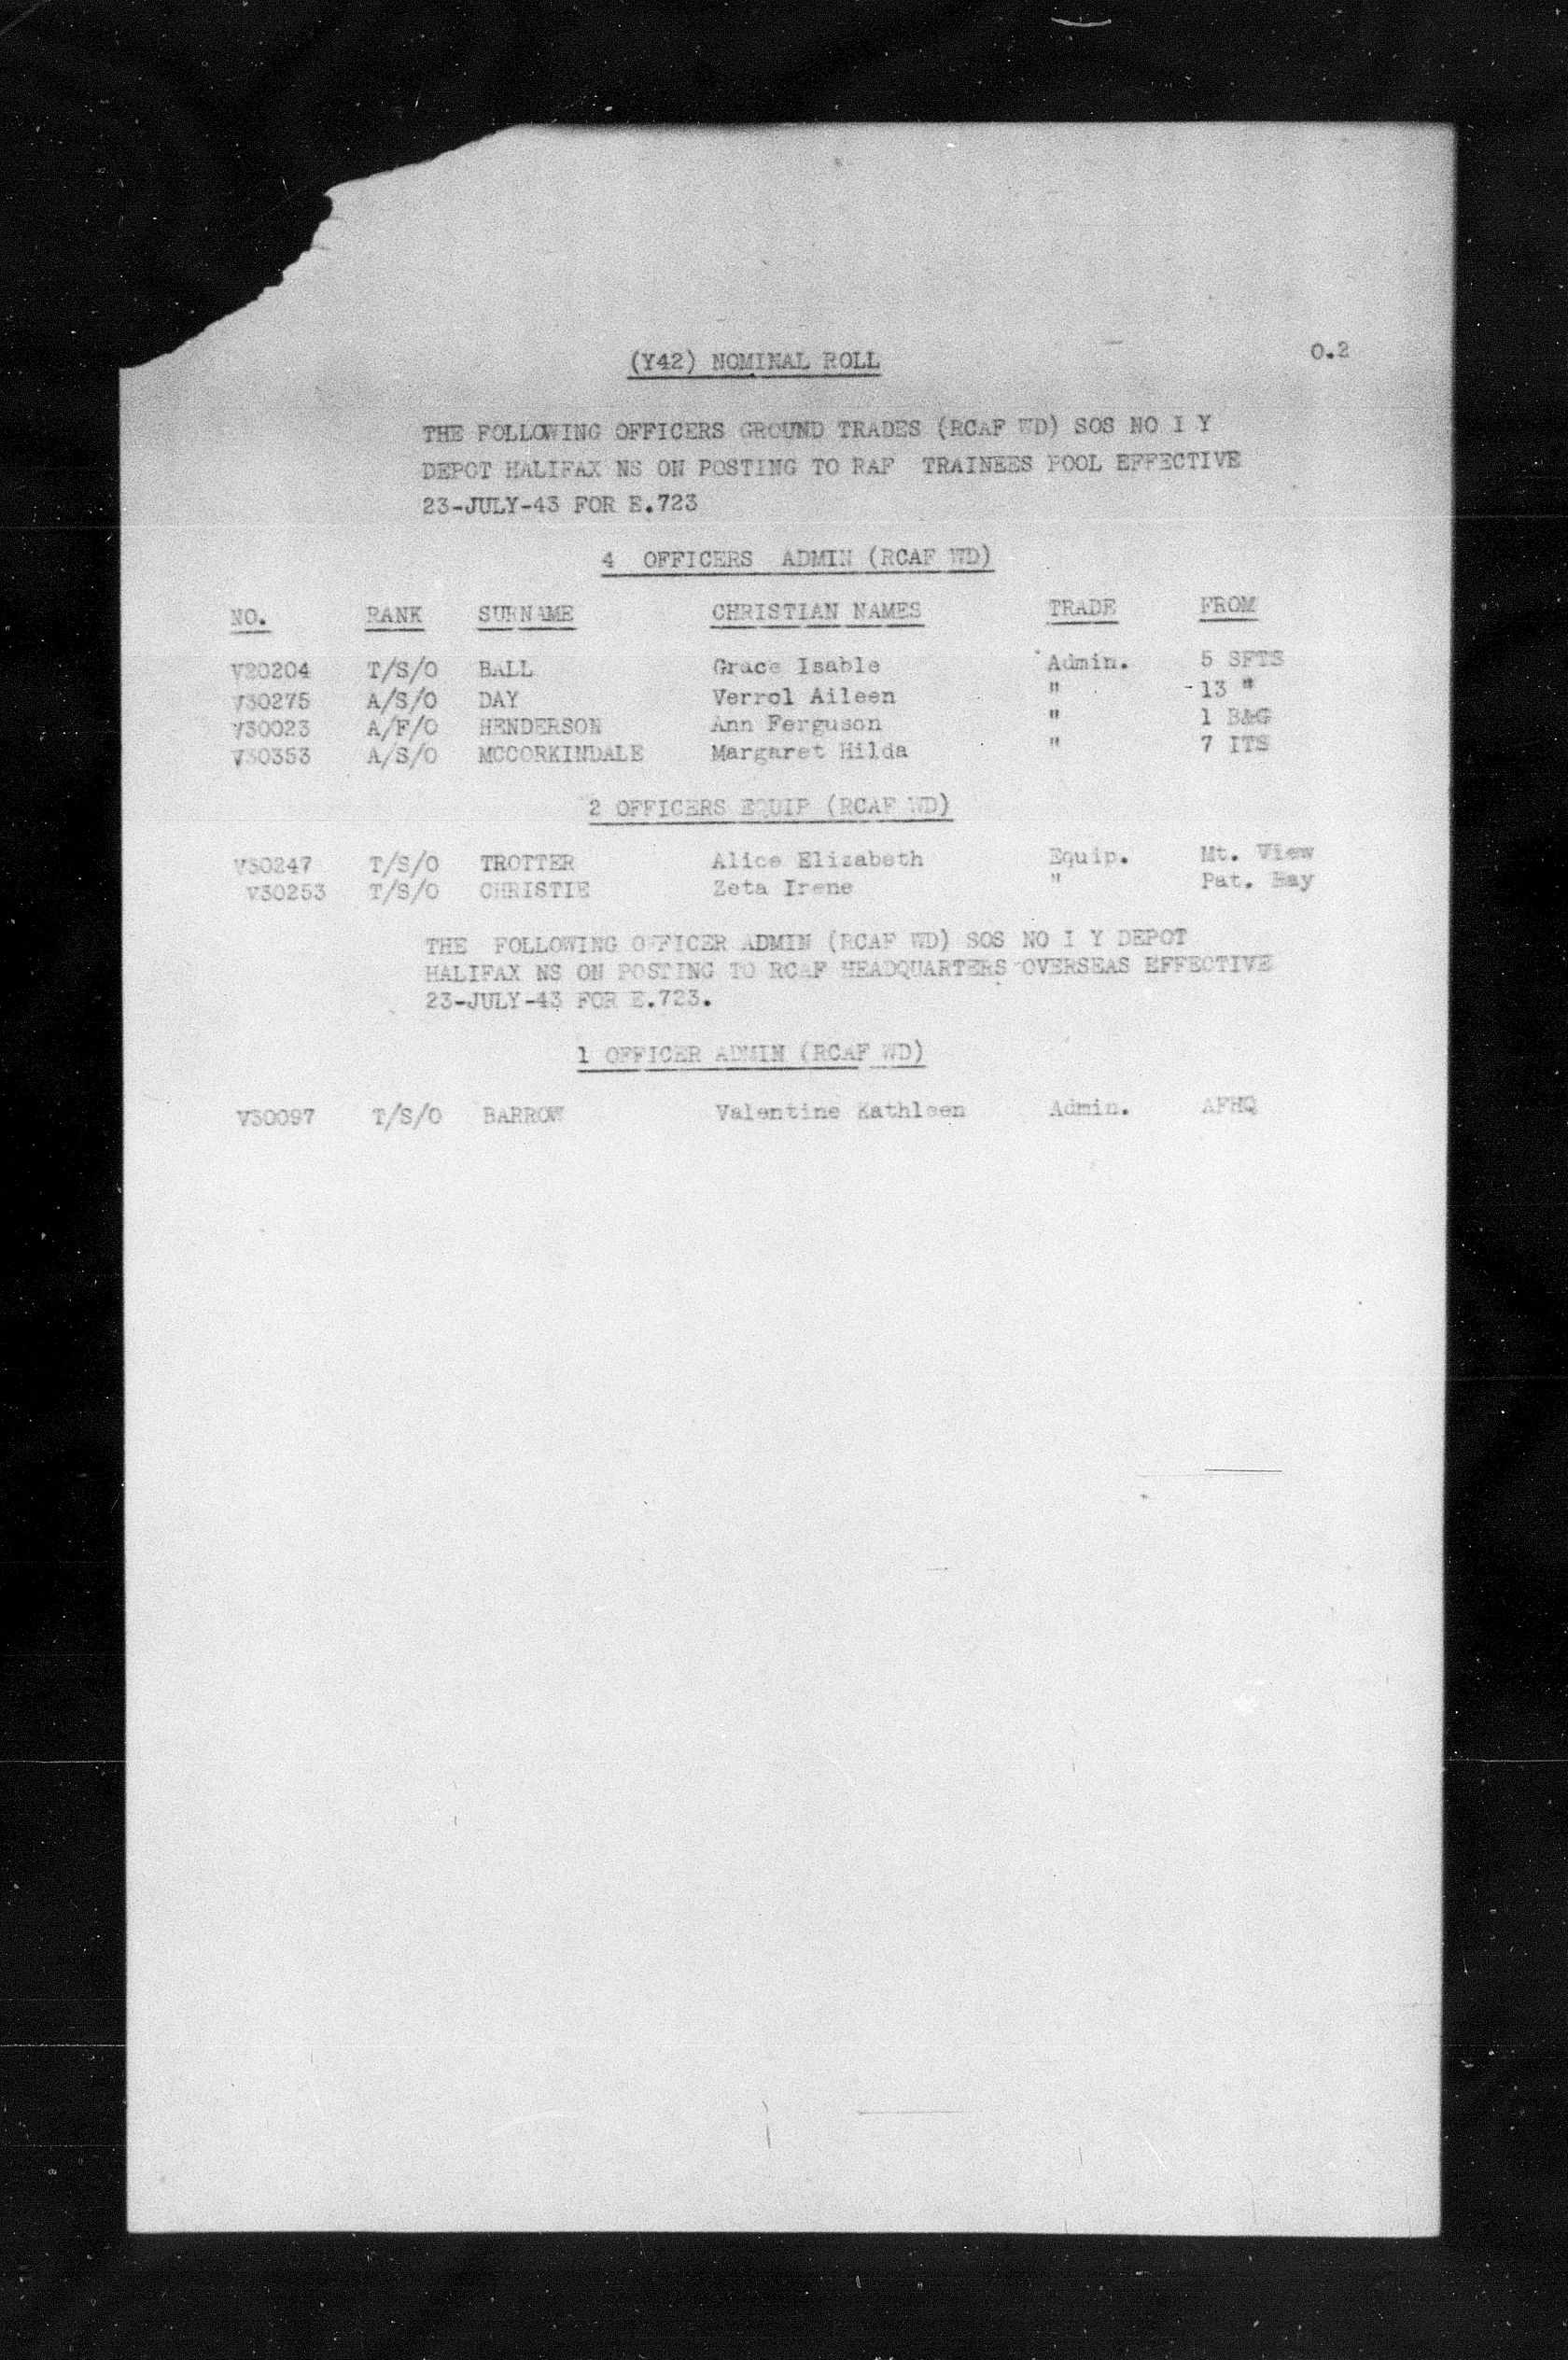 (Y42) NOMINAL ROLL
O.2
THE FOLLOWING OFFICERS GROUND TRADES (RCAF WD) SOS NO I Y
DEPOT HALIFAX NS ON POSTING TO RAF TRAINEES POOL EFFECTIVE
23-JULY-43 FOR E.723
4 OFFICERS ADMIN (RCAF WD)
NO. RANK SURNAME CHRISTIAN NAMES TRADE FROM
V20204 T/S/O BALL Grace Isable Admin. 5 SFTS
V30275 A/S/O DAY Verrol Aileen " -13 "
V30023 A/F/O HENDERSON Ann Ferguson " 1 B&G
V30353 A/S/O MCCORKINDALE Margaret Hilda " 7 ITS
2 OFFICERS EQUIP (RCAF WD)
V30247 T/S/O TROTTER Alice Elizabeth Equip. Mt. View
V30253 T/S/O CHRISTIE Zeta Irene " Pat. Bay
THE FOLLOWING OFFICER ADMIN (RCAF WD) SOS NO I Y DEPOT
HALIFAX NS ON POSTING TO RCAF HEADQUARTERS OVERSEAS EFFECTIVE
23-JULY-43 FOR E.723.
1 OFFICER ADMIN (RCAF WD)
V30097 T/S/O BARROW Valentine Kathleen Admin. AFHQ